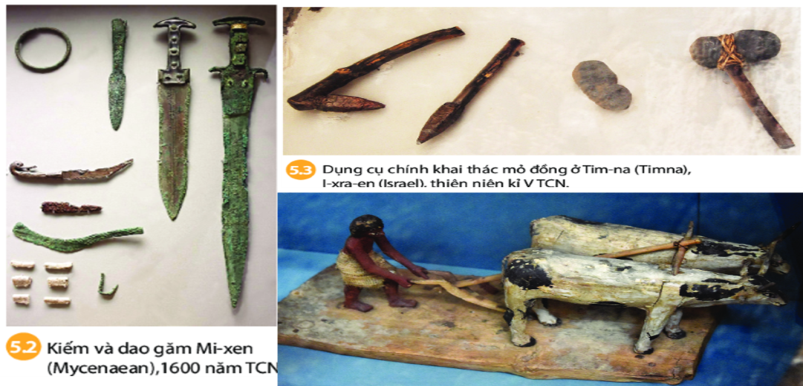 5.3 Dụng cụ chính khai thác mỏ đồng ở Tim-na (Timna),
I-xra-en (Israel), thiên niên kỉ V TCN.
5.2 Kiếm và dao găm Mi-xen
(Mycenaean),1600 năm TCN